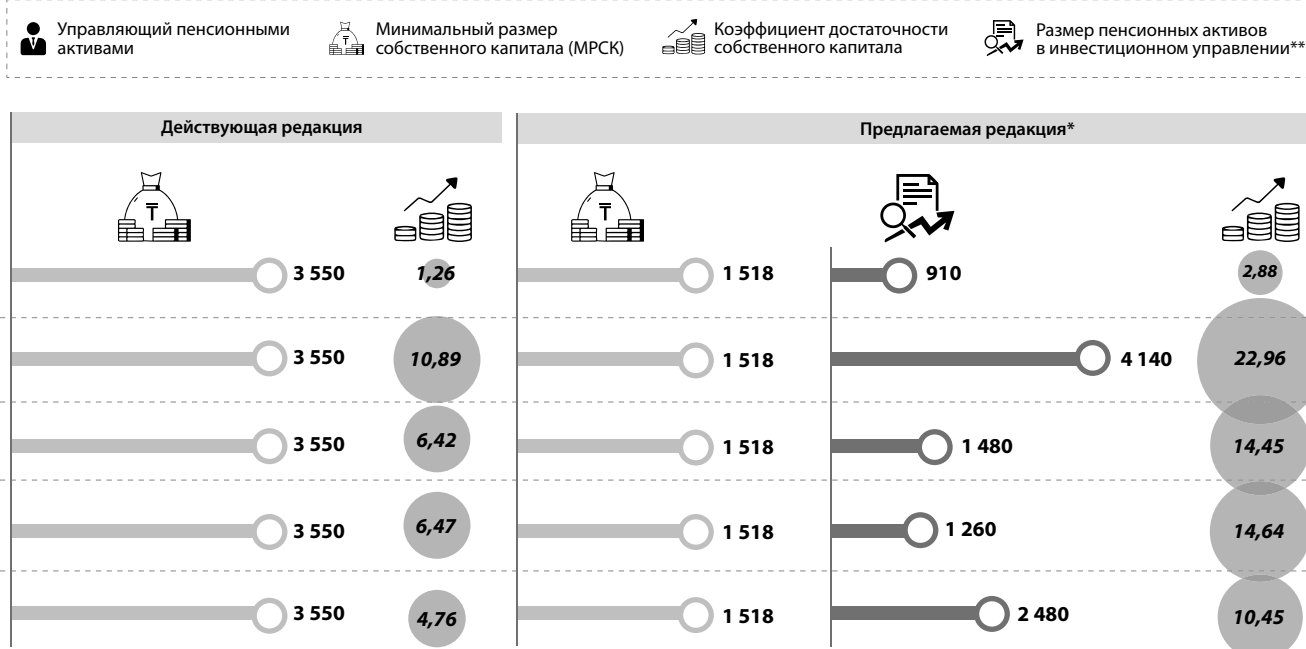 Управляющий пенсионными
активами
Минимальный размер
собственного капитала (МРСК)
Коэффициент достаточности
собственного капитала
Размер пенсионных активов
в инвестиционном управлении**
Действующая редакция
Предлагаемая редакция*
₸
₸
₸
3 550 1,26 1 518 910 2,88
3 550 10,89 1 518 4 140 22,96
3 550 6,42 1 518 1 480 14,45
3 550 6,47 1 518 1 260 14,64
3 550 4,76 1 518 2 480 10,45